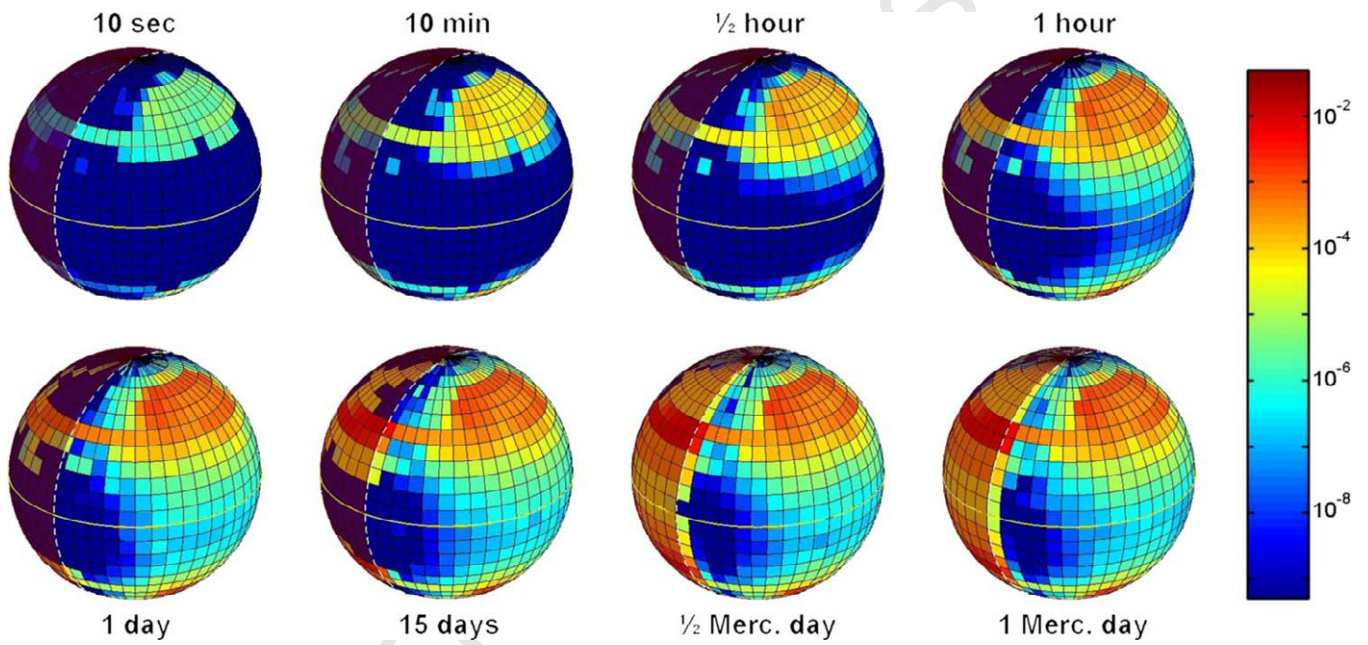 10 sec 10 min ½ hour 1 hour
10⁻²
10⁻⁴
10⁻⁶
10⁻⁸
1 day 15 days ½ Merc. day 1 Merc. day